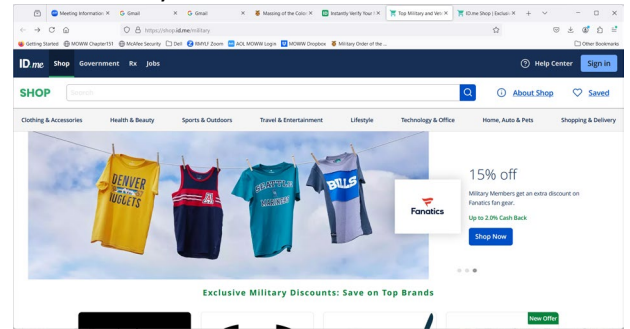 Meeting Information: G Gmail G Gmail Massing of the Color Instantly Verify Your Top Military and Vet ID.me Shop | Exclusi
https://shop.id.me/military
Getting Started MOWW Chapter151 McAfee Security Dell RMYLF Zoom AOL MOWW Login MOWW Dropbox Military Order of the ... Other Bookmarks
ID.me Shop Government Rx Jobs Help Center Sign in
SHOP Search About Shop Saved
Clothing & Accessories Health & Beauty Sports & Outdoors Travel & Entertainment Lifestyle Technology & Office Home, Auto & Pets Shopping & Delivery
DENVER
NUGGETS
SEATTLE
MARINERS
BILLS
Fanatics
15% off
Military Members get an extra discount on
Fanatics fan gear.
Up to 2.0% Cash Back
Shop Now
Exclusive Military Discounts: Save on Top Brands
New Offer